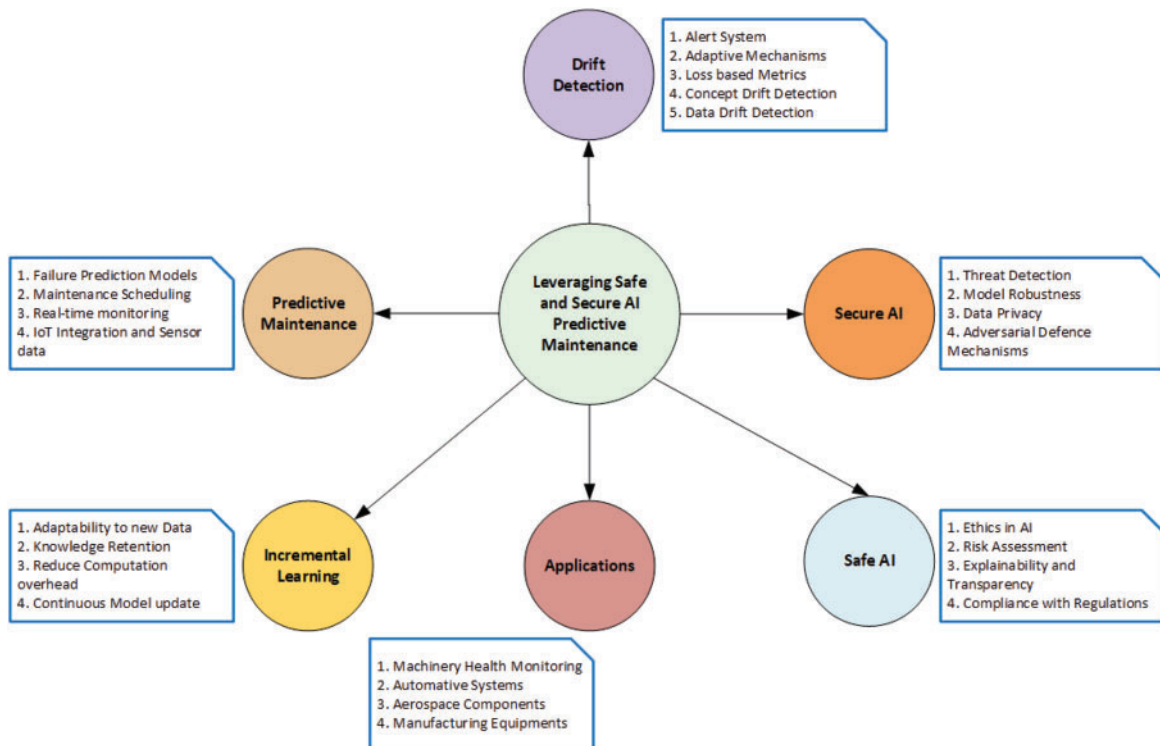 Drift
Detection
1. Alert System
2. Adaptive Mechanisms
3. Loss based Metrics
4. Concept Drift Detection
5. Data Drift Detection
1. Failure Prediction Models
2. Maintenance Scheduling
3. Real-time monitoring
4. IoT Integration and Sensor
data
Predictive
Maintenance
Leveraging Safe
and Secure AI
Predictive
Maintenance
Secure AI
1. Threat Detection
2. Model Robustness
3. Data Privacy
4. Adversarial Defence
Mechanisms
1. Adaptability to new Data
2. Knowledge Retention
3. Reduce Computation
overhead
4. Continuous Model update
Incremental
Learning
Applications
Safe AI
1. Ethics in AI
2. Risk Assessment
3. Explainability and
Transparency
4. Compliance with Regulations
1. Machinery Health Monitoring
2. Automative Systems
3. Aerospace Components
4. Manufacturing Equipments